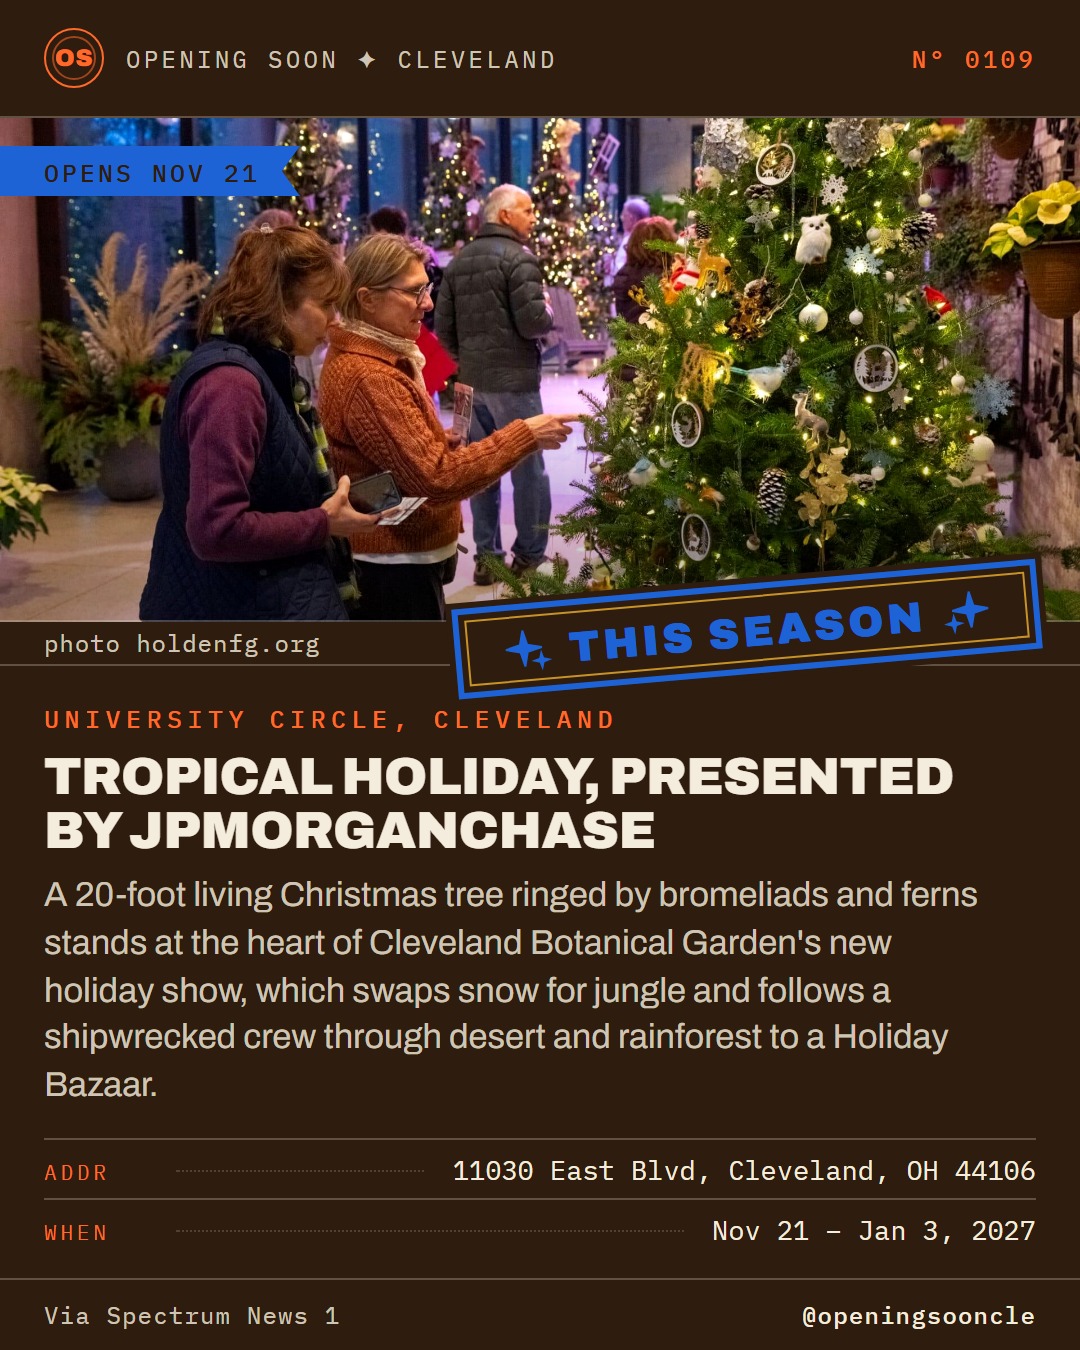 OS OPENING SOON ✦ CLEVELAND N° 0109
OPENS NOV 21
THIS SEASON
photo holdenfg.org
UNIVERSITY CIRCLE, CLEVELAND
TROPICAL HOLIDAY, PRESENTED
BY JPMORGANCHASE
A 20-foot living Christmas tree ringed by bromeliads and ferns
stands at the heart of Cleveland Botanical Garden's new
holiday show, which swaps snow for jungle and follows a
shipwrecked crew through desert and rainforest to a Holiday
Bazaar.
ADDR 11030 East Blvd, Cleveland, OH 44106
WHEN Nov 21 – Jan 3, 2027
Via Spectrum News 1 @openingsooncle